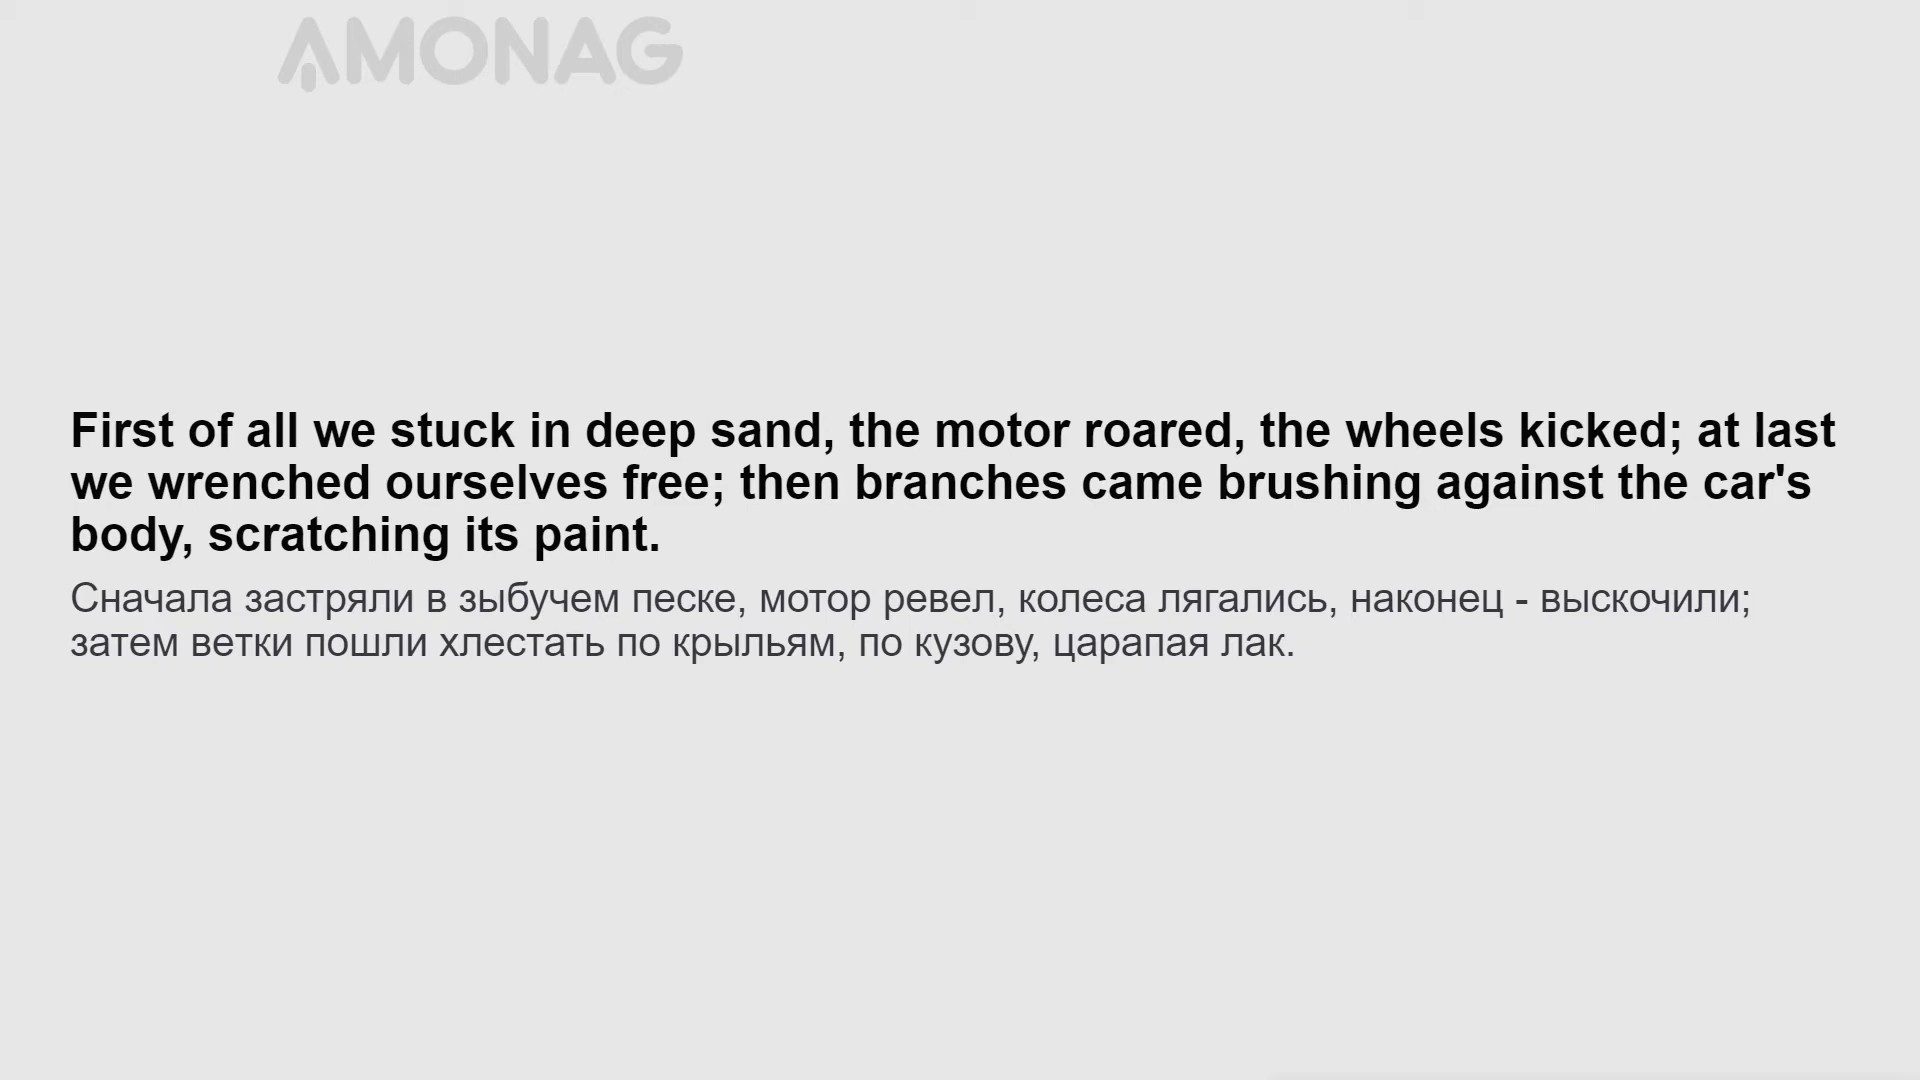 AMONAG
First of all we stuck in deep sand, the motor roared, the wheels kicked; at last
we wrenched ourselves free; then branches came brushing against the car's
body, scratching its paint.
Сначала застряли в зыбучем песке, мотор ревел, колеса лягались, наконец - выскочили;
затем ветки пошли хлестать по крыльям, по кузову, царапая лак.